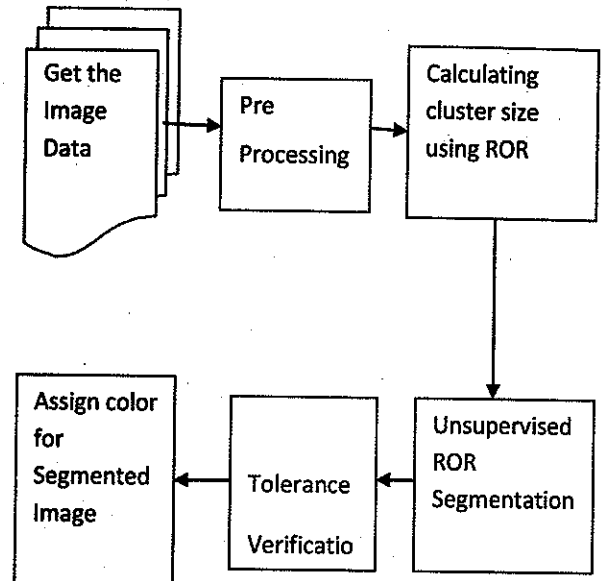 Get the
Image
Data
Pre
Processing
Calculating
cluster size
using ROR
Unsupervised
ROR
Segmentation
Tolerance
Verificatio
Assign color
for
Segmented
Image